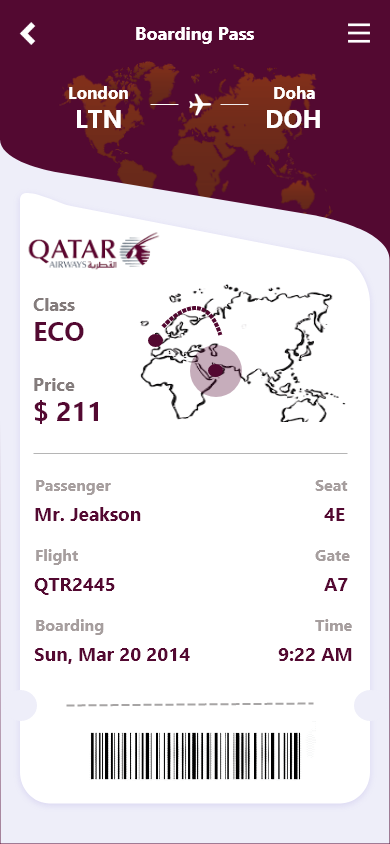 Boarding Pass
London Doha
LTN DOH
QATAR
AIRWAYS القطرية
Class
ECO
Price
$ 211
Passenger Seat
Mr. Jeakson 4E
Flight Gate
QTR2445 A7
Boarding Time
Sun, Mar 20 2014 9:22 AM